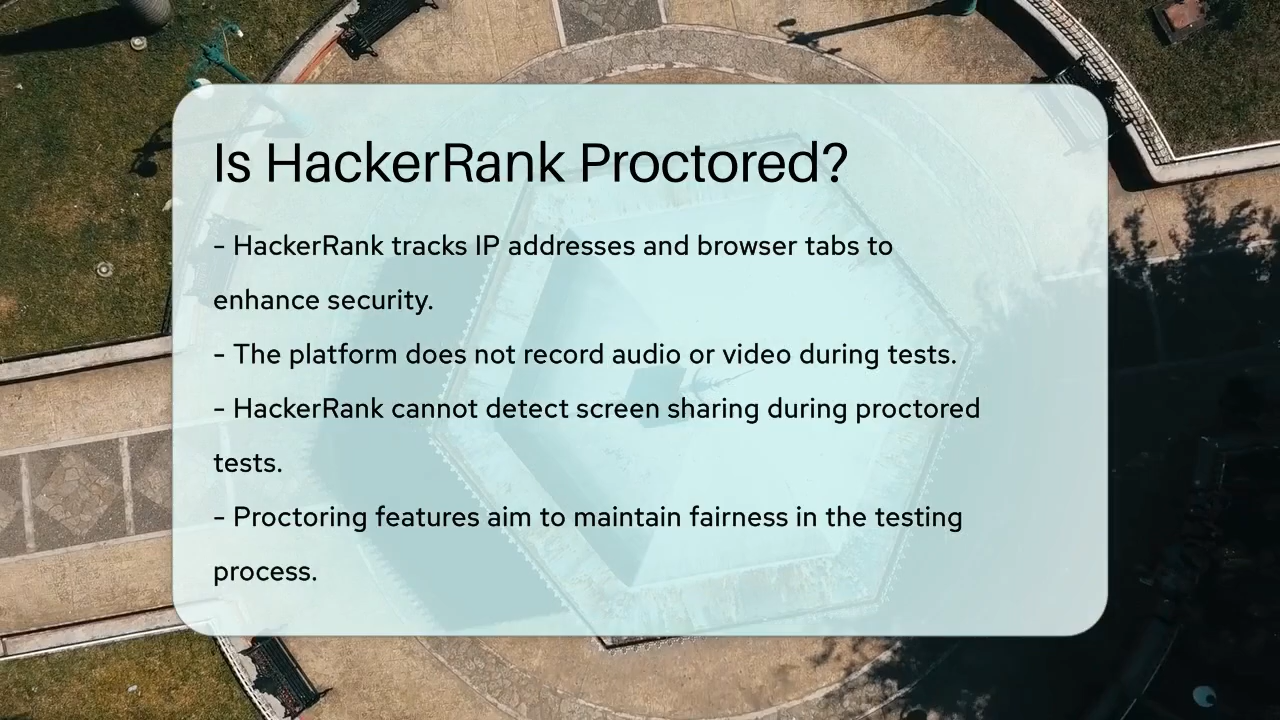 Is HackerRank Proctored?
– HackerRank tracks IP addresses and browser tabs to
enhance security.
– The platform does not record audio or video during tests.
– HackerRank cannot detect screen sharing during proctored
tests.
– Proctoring features aim to maintain fairness in the testing
process.